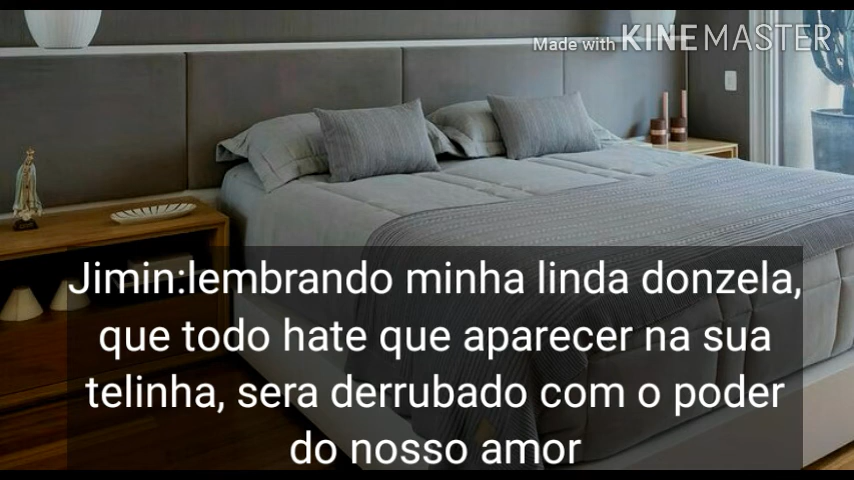 Made with KINEMASTER
Jimin:lembrando minha linda donzela,
que todo hate que aparecer na sua
telinha, sera derrubado com o poder
do nosso amor